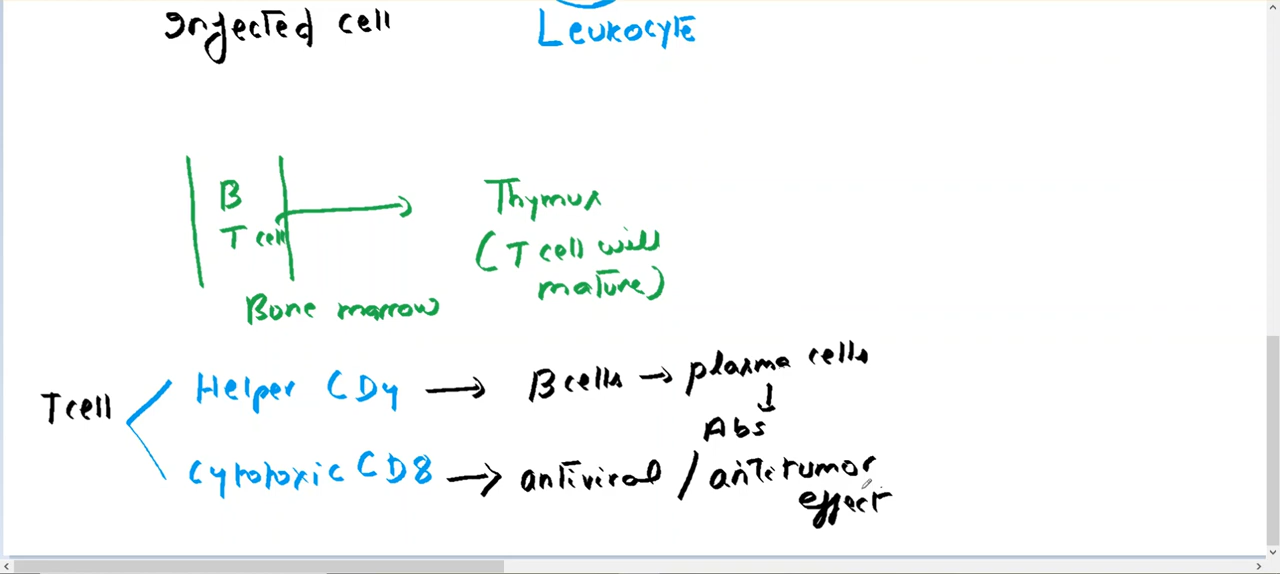 Injected cell Leukocyte
B
T cell
Thymus
(T cell will
mature)
Bone marrow
T cell
Helper CD4 → B cells → plasma cells
↓
Abs
Cytotoxic CD8 → antiviral / antitumor
effect